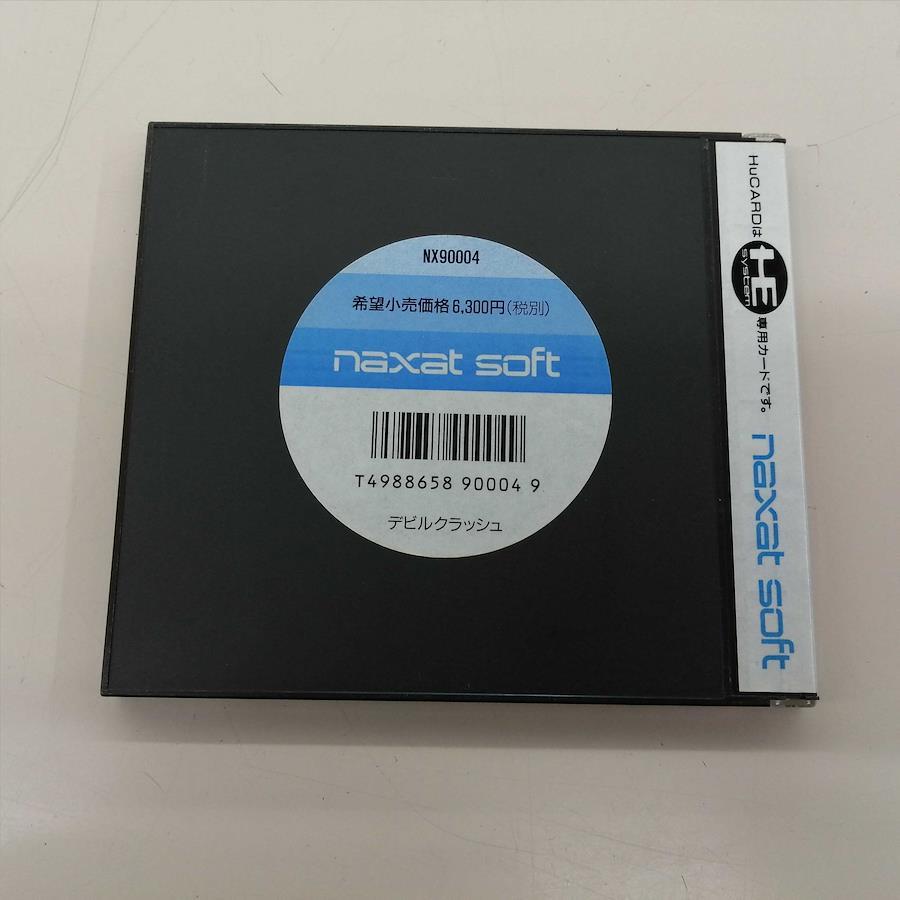 NX90004
希望小売価格6,300円(税別)
naxat soft
T4988658 90004 9
デビルクラッシュ
HuCARDは HE system 専用カードです。 naxat soft